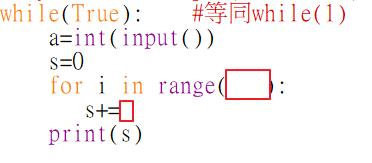 while(True):    #等同while(1)
    a=int(input())
    s=0
    for i in range(    ):
        s+=
    print(s)